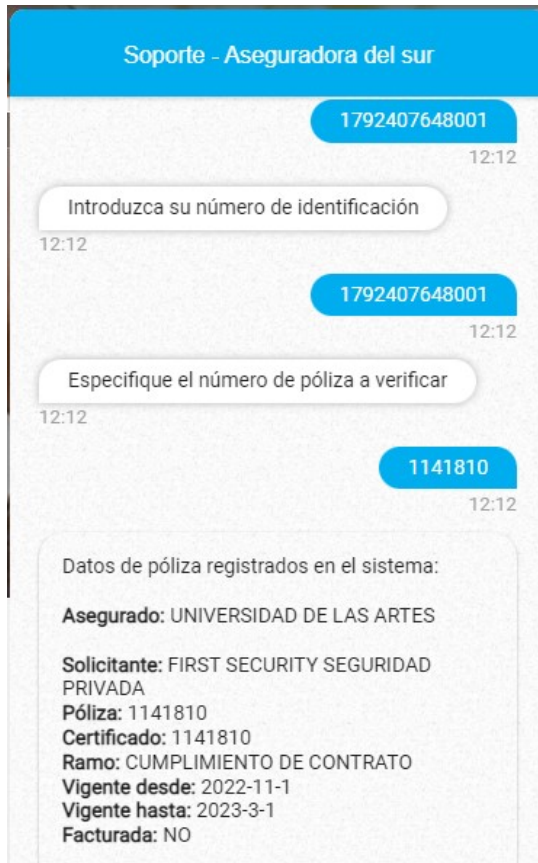 Soporte - Aseguradora del sur
1792407648001
12:12
Introduzca su número de identificación
12:12
1792407648001
12:12
Especifique el número de póliza a verificar
12:12
1141810
12:12
Datos de póliza registrados en el sistema:
Asegurado: UNIVERSIDAD DE LAS ARTES
Solicitante: FIRST SECURITY SEGURIDAD
PRIVADA
Póliza: 1141810
Certificado: 1141810
Ramo: CUMPLIMIENTO DE CONTRATO
Vigente desde: 2022-11-1
Vigente hasta: 2023-3-1
Facturada: NO